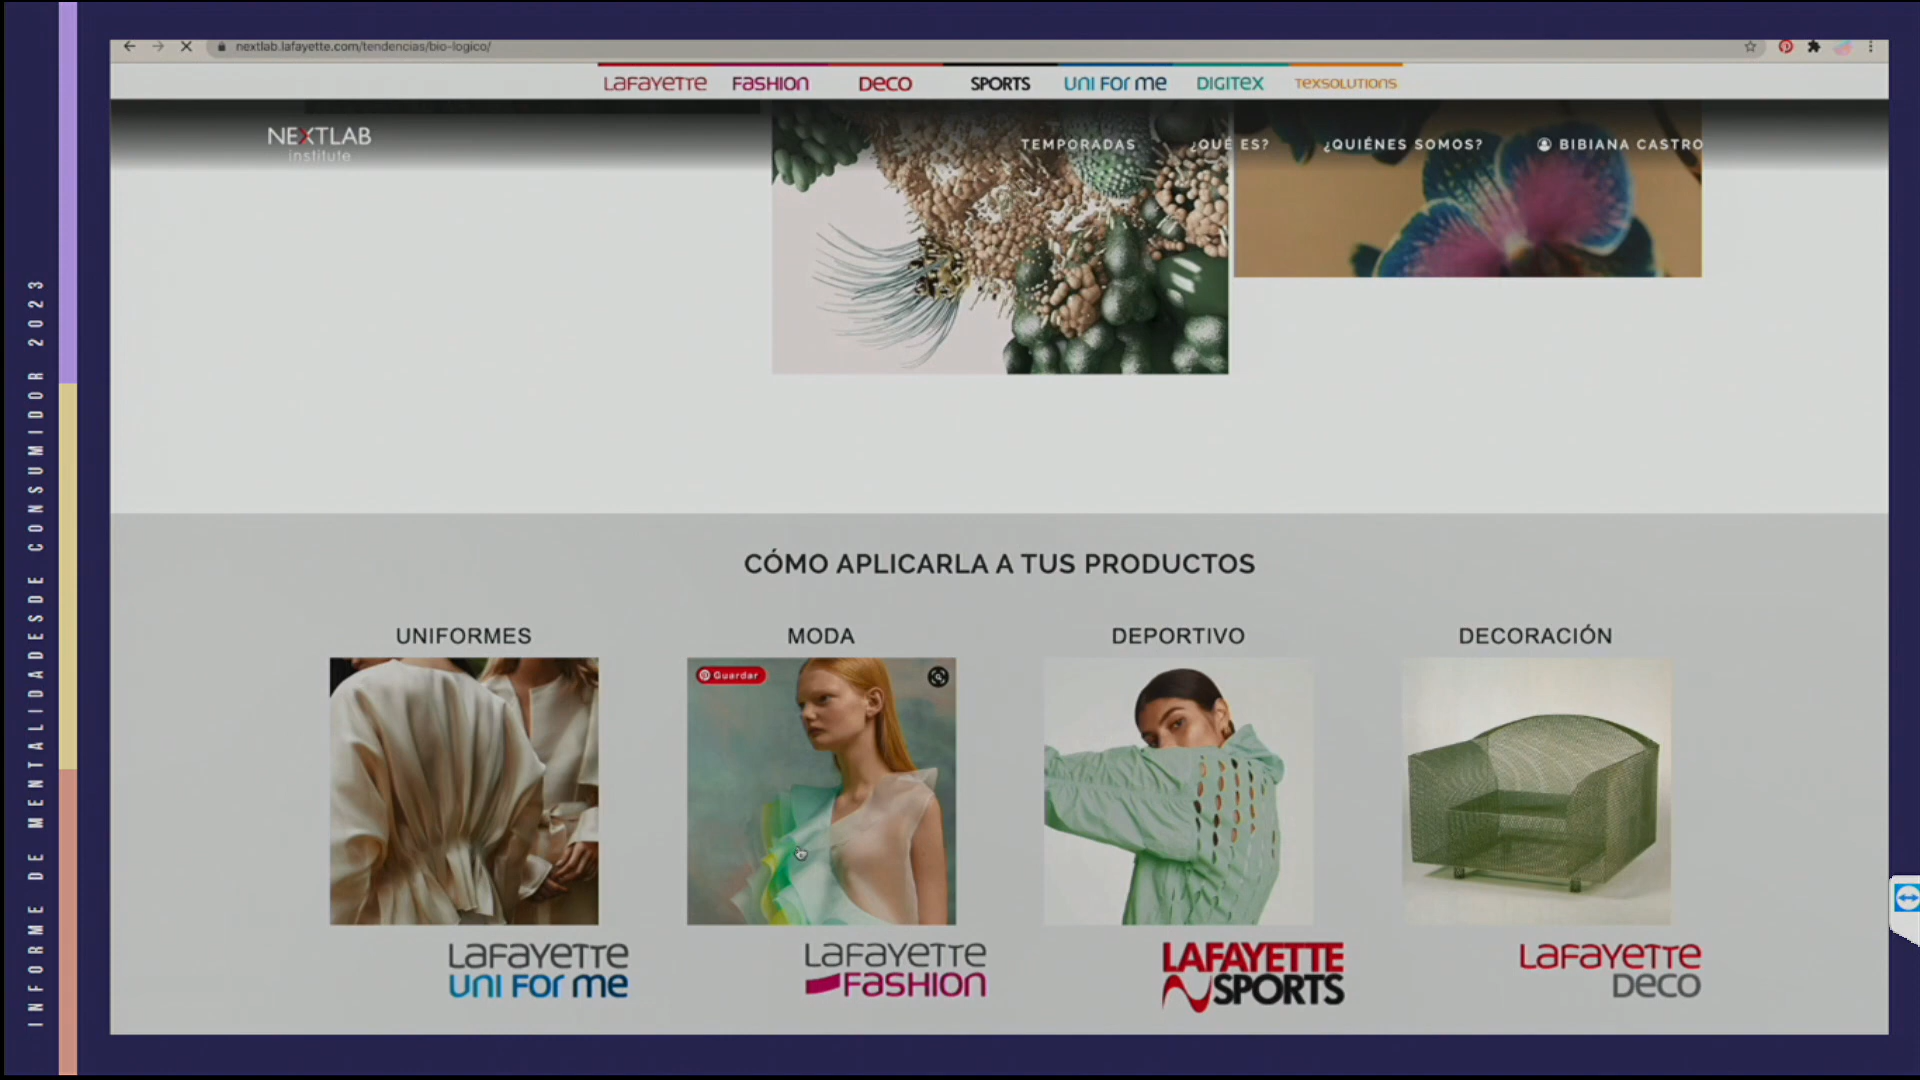 nextlab.lafayette.com/tendencias/bio-logico/
LaFayette
FasHion
Deco
SPORTS
UNI FOR me
DIGITEX
TEXSOLUTIONS
NEXTLAB
institute
TEMPORADAS
¿QUÉ ES?
¿QUIÉNES SOMOS?
BIBIANA CASTRO
INFORME DE MENTALIDADESDE CONSUMIDOR 2023
CÓMO APLICARLA A TUS PRODUCTOS
UNIFORMES
MODA
DEPORTIVO
DECORACIÓN
Guardar
LaFayette
UNI FOR me
LaFayette
FASHION
LAFAYETTE
SPORTS
LaFayette
Deco